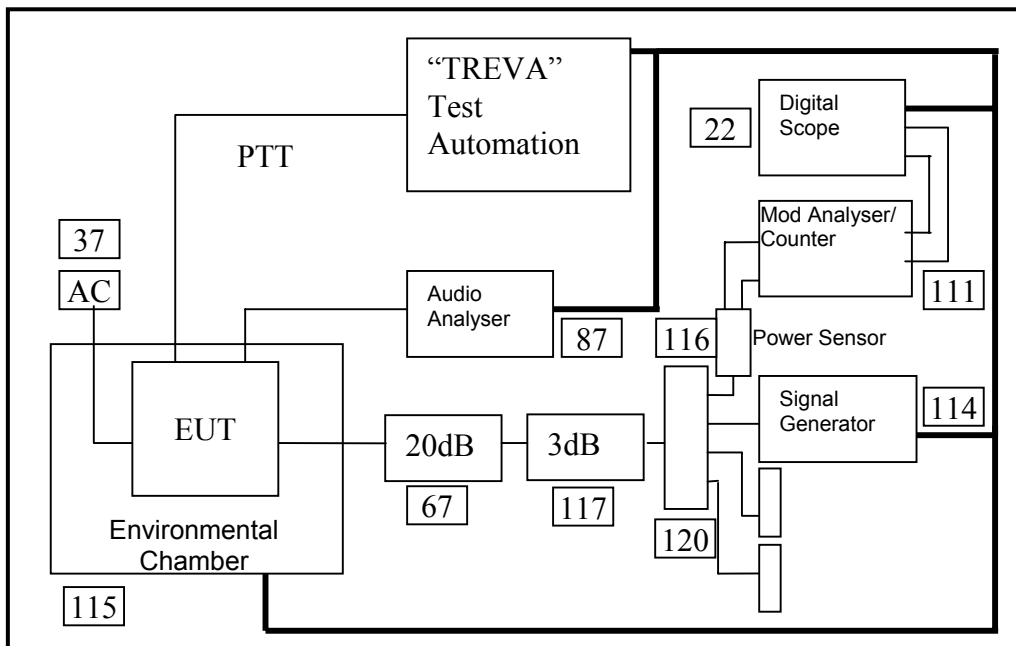 “TREVA”
Test
Automation
Digital
Scope
22
PTT
Mod Analyser/
Counter
37
AC
111
Audio
Analyser
87
116
Power Sensor
Signal
Generator
114
EUT
20dB
3dB
67
117
120
Environmental
Chamber
115